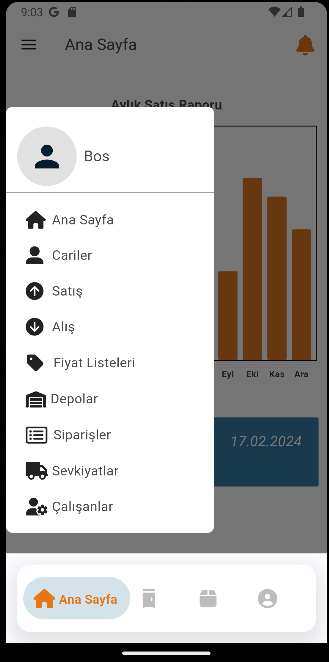 9:03
Ana Sayfa
Aylık Satış Raporu
Bos
Ana Sayfa
Cariler
Satış
Alış
Fiyat Listeleri
Depolar
Siparişler
Sevkiyatlar
Çalışanlar
Eyl Eki Kas Ara
17.02.2024
Ana Sayfa